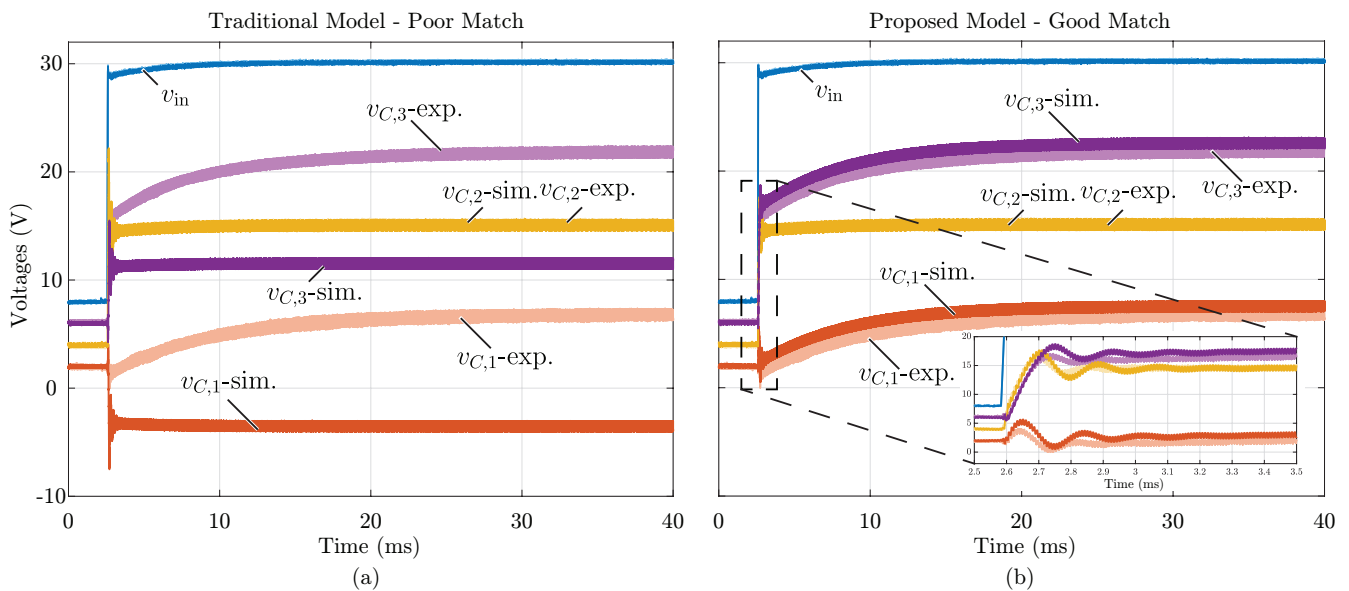 Traditional Model - Poor Match
30
20
10
0
-10
Voltages (V)
v_in
v_C,3-exp.
v_C,2-sim. v_C,2-exp.
v_C,3-sim.
v_C,1-exp.
v_C,1-sim.
0 10 20 30 40
Time (ms)
(a)
Proposed Model - Good Match
v_in
v_C,3-sim.
v_C,3-exp.
v_C,2-sim. v_C,2-exp.
v_C,1-sim.
v_C,1-exp.
20
15
10
5
0
2.5 2.6 2.7 2.8 2.9 3 3.1 3.2 3.3 3.4 3.5
Time (ms)
0 10 20 30 40
Time (ms)
(b)